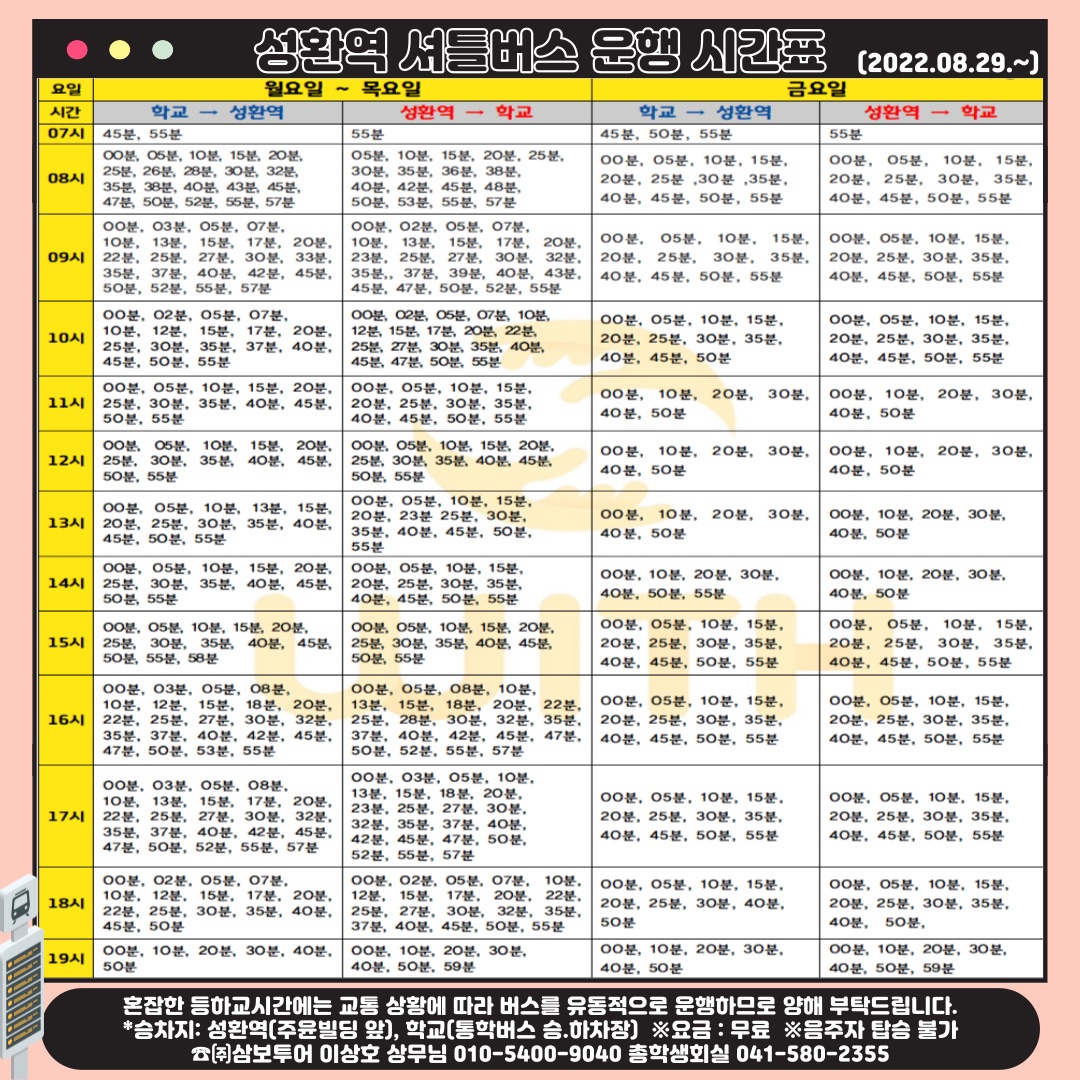 성환역 셔틀버스 운행 시간표 (2022.08.29.~)
요일 월요일 ~ 목요일 금요일
시간 학교 → 성환역 성환역 → 학교 학교 → 성환역 성환역 → 학교
07시 45분, 55분 55분 45분, 50분, 55분 55분
08시
00분, 05분, 10분, 15분, 20분,
25분, 26분, 28분, 30분, 32분,
35분, 38분, 40분, 43분, 45분,
47분, 50분, 52분, 55분, 57분
05분, 10분, 15분, 20분, 25분,
30분, 35분, 36분, 38분,
40분, 42분, 45분, 48분,
50분, 53분, 55분, 57분
00분, 05분, 10분, 15분,
20분, 25분 ,30분 ,35분,
40분, 45분, 50분, 55분
00분, 05분, 10분, 15분,
20분, 25분, 30분, 35분,
40분, 45분, 50분, 55분
09시
00분, 03분, 05분, 07분,
10분, 13분, 15분, 17분, 20분,
22분, 25분, 27분, 30분, 33분,
35분, 37분, 40분, 42분, 45분,
50분, 52분, 55분, 57분
00분, 02분, 05분, 07분,
10분, 13분, 15분, 17분, 20분,
23분, 25분, 27분, 30분, 32분,
35분,, 37분, 39분, 40분, 43분,
45분, 47분, 50분, 52분, 55분
00분, 05분, 10분, 15분,
20분, 25분, 30분, 35분,
40분, 45분, 50분, 55분
00분, 05분, 10분, 15분,
20분, 25분, 30분, 35분,
40분, 45분, 50분, 55분
10시
00분, 02분, 05분, 07분,
10분, 12분, 15분, 17분, 20분,
25분, 30분, 35분, 37분, 40분,
45분, 50분, 55분
00분, 02분, 05분, 07분, 10분,
12분, 15분, 17분, 20분, 22분,
25분, 27분, 30분, 35분, 40분,
45분, 47분, 50분, 55분
00분, 05분, 10분, 15분,
20분, 25분, 30분, 35분,
40분, 45분, 50분
00분, 05분, 10분, 15분,
20분, 25분, 30분, 35분,
40분, 45분, 50분, 55분
11시
00분, 05분, 10분, 15분, 20분,
25분, 30분, 35분, 40분, 45분,
50분, 55분
00분, 05분, 10분, 15분,
20분, 25분, 30분, 35분,
40분, 45분, 50분, 55분
00분, 10분, 20분, 30분,
40분, 50분
00분, 10분, 20분, 30분,
40분, 50분
12시
00분, 05분, 10분, 15분, 20분,
25분, 30분, 35분, 40분, 45분,
50분, 55분
00분, 05분, 10분, 15분, 20분,
25분, 30분, 35분, 40분, 45분,
50분, 55분
00분, 10분, 20분, 30분,
40분, 50분
00분, 10분, 20분, 30분,
40분, 50분
13시
00분, 05분, 10분, 13분, 15분,
20분, 25분, 30분, 35분, 40분,
45분, 50분, 55분
00분, 05분, 10분, 15분,
20분, 23분 25분, 30분,
35분, 40분, 45분, 50분,
55분
00분, 10분, 20분, 30분,
40분, 50분
00분, 10분, 20분, 30분,
40분, 50분
14시
00분, 05분, 10분, 15분, 20분,
25분, 30분, 35분, 40분, 45분,
50분, 55분
00분, 05분, 10분, 15분,
20분, 25분, 30분, 35분,
40분, 45분, 50분, 55분
00분, 10분, 20분, 30분,
40분, 50분, 55분
00분, 10분, 20분, 30분,
40분, 50분
15시
00분, 05분, 10분, 15분, 20분,
25분, 30분, 35분, 40분, 45분,
50분, 55분, 58분
00분, 05분, 10분, 15분, 20분,
25분, 30분, 35분, 40분, 45분,
50분, 55분
00분, 05분, 10분, 15분,
20분, 25분, 30분, 35분,
40분, 45분, 50분, 55분
00분, 05분, 10분, 15분,
20분, 25분, 30분, 35분,
40분, 45분, 50분, 55분
16시
00분, 03분, 05분, 08분,
10분, 12분, 15분, 18분, 20분,
22분, 25분, 27분, 30분, 32분,
35분, 37분, 40분, 42분, 45분,
47분, 50분, 53분, 55분
00분, 05분, 08분, 10분,
13분, 15분, 18분, 20분, 22분,
25분, 28분, 30분, 32분, 35분,
37분, 40분, 42분, 45분, 47분,
50분, 52분, 55분, 57분
00분, 05분, 10분, 15분,
20분, 25분, 30분, 35분,
40분, 45분, 50분, 55분
00분, 05분, 10분, 15분,
20분, 25분, 30분, 35분,
40분, 45분, 50분, 55분
17시
00분, 03분, 05분, 08분,
10분, 13분, 15분, 17분, 20분,
22분, 25분, 27분, 30분, 32분,
35분, 37분, 40분, 42분, 45분,
47분, 50분, 52분, 55분, 57분
00분, 03분, 05분, 10분,
13분, 15분, 18분, 20분,
23분, 25분, 27분, 30분,
32분, 35분, 37분, 40분,
42분, 45분, 47분, 50분,
52분, 55분, 57분
00분, 05분, 10분, 15분,
20분, 25분, 30분, 35분,
40분, 45분, 50분, 55분
00분, 05분, 10분, 15분,
20분, 25분, 30분, 35분,
40분, 45분, 50분, 55분
18시
00분, 02분, 05분, 07분,
10분, 12분, 15분, 17분, 20분,
22분, 25분, 30분, 35분, 40분,
45분, 50분
00분, 02분, 05분, 07분, 10분,
12분, 15분, 17분, 20분, 22분,
25분, 27분, 30분, 32분, 35분,
37분, 40분, 45분, 50분, 55분
00분, 05분, 10분, 15분,
20분, 25분, 30분, 40분,
50분
00분, 05분, 10분, 15분,
20분, 25분, 30분, 35분,
40분, 50분,
19시
00분, 10분, 20분, 30분, 40분,
50분
00분, 10분, 20분, 30분,
40분, 50분, 59분
00분, 10분, 20분, 30분,
40분, 50분
00분, 10분, 20분, 30분,
40분, 50분, 59분
WITH
혼잡한 등하교시간에는 교통 상황에 따라 버스를 유동적으로 운행하므로 양해 부탁드립니다.
*승차지: 성환역(주윤빌딩 앞), 학교(통학버스 승.하차장) ※요금 : 무료 ※음주자 탑승 불가
☎㈜삼보투어 이상호 상무님 010-5400-9040 총학생회실 041-580-2355